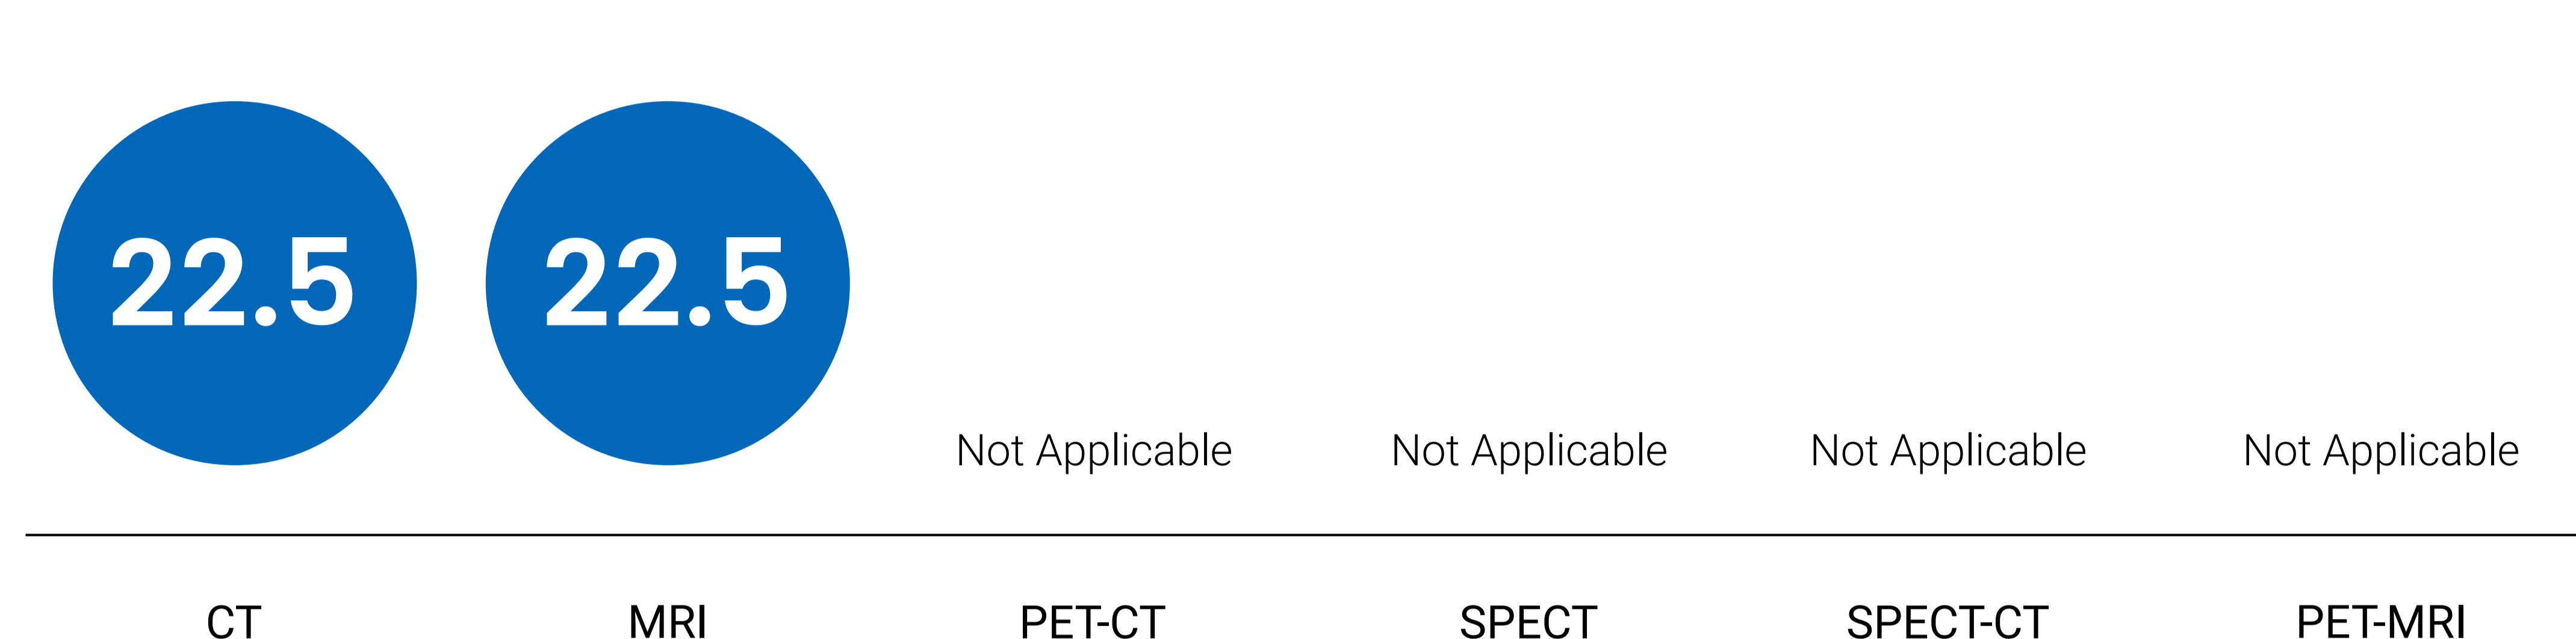 22.5 22.5
Not Applicable Not Applicable Not Applicable Not Applicable
CT MRI PET-CT SPECT SPECT-CT PET-MRI